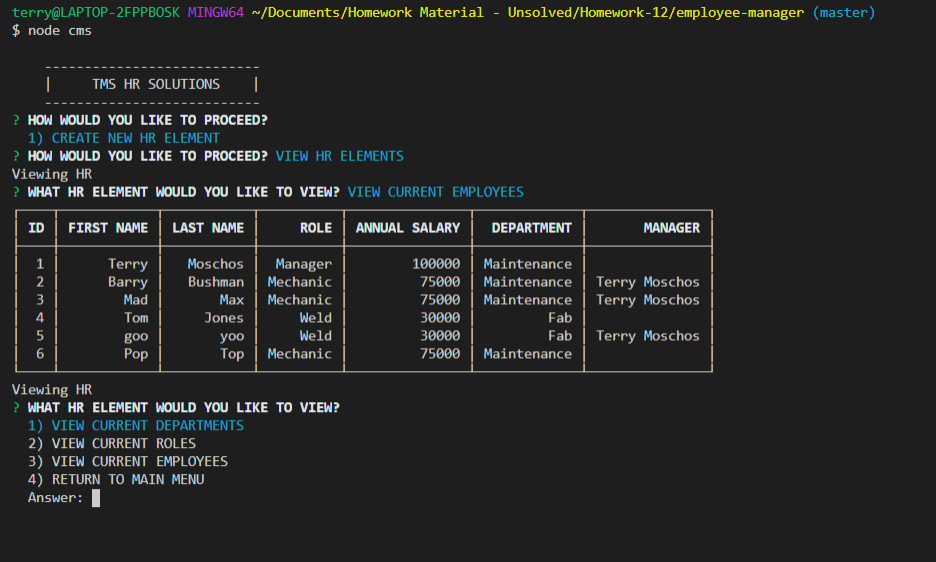 terry@LAPTOP-2FPPBOSK MINGW64 ~/Documents/Homework Material - Unsolved/Homework-12/employee-manager (master)
$ node cms
---------------------------
| TMS HR SOLUTIONS |
---------------------------
? HOW WOULD YOU LIKE TO PROCEED?
1) CREATE NEW HR ELEMENT
? HOW WOULD YOU LIKE TO PROCEED? VIEW HR ELEMENTS
Viewing HR
? WHAT HR ELEMENT WOULD YOU LIKE TO VIEW? VIEW CURRENT EMPLOYEES
ID FIRST NAME LAST NAME ROLE ANNUAL SALARY DEPARTMENT MANAGER
1 Terry Moschos Manager 100000 Maintenance
2 Barry Bushman Mechanic 75000 Maintenance Terry Moschos
3 Mad Max Mechanic 75000 Maintenance Terry Moschos
4 Tom Jones Weld 30000 Fab
5 goo yoo Weld 30000 Fab Terry Moschos
6 Pop Top Mechanic 75000 Maintenance
Viewing HR
? WHAT HR ELEMENT WOULD YOU LIKE TO VIEW?
1) VIEW CURRENT DEPARTMENTS
2) VIEW CURRENT ROLES
3) VIEW CURRENT EMPLOYEES
4) RETURN TO MAIN MENU
Answer: